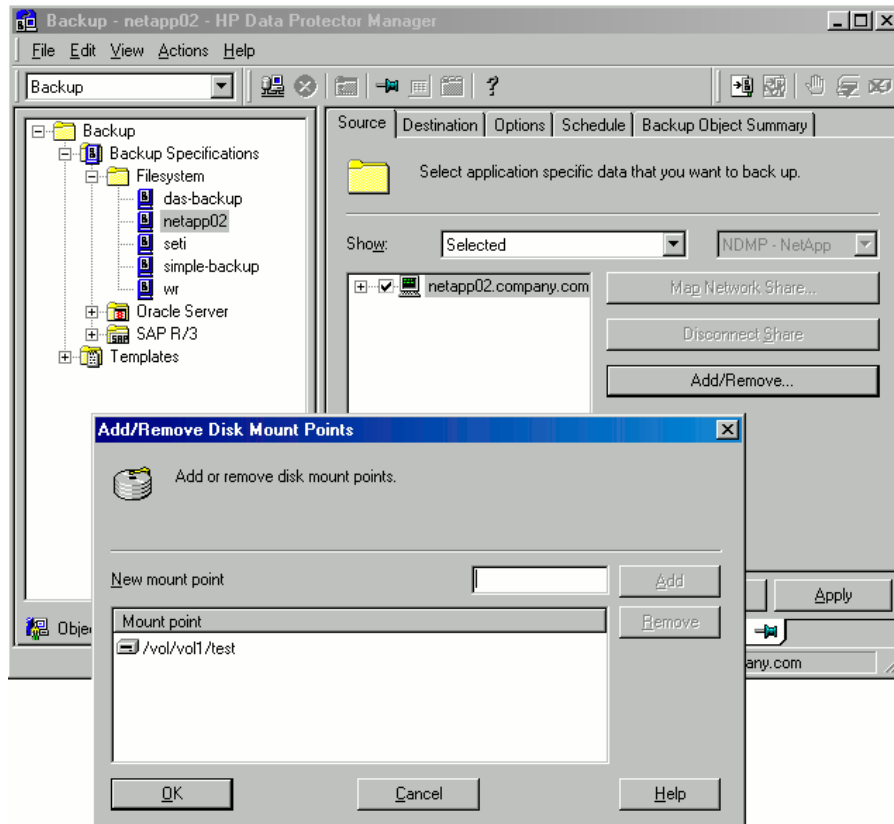 Backup - netapp02 - HP Data Protector Manager
File Edit View Actions Help
Backup
Backup
Backup Specifications
Filesystem
das-backup
netapp02
seti
simple-backup
wr
Oracle Server
SAP R/3
Templates
Source Destination Options Schedule Backup Object Summary
Select application specific data that you want to back up.
Show: Selected NDMP - NetApp
netapp02.company.com
Map Network Share...
Disconnect Share
Add/Remove...
Apply
Obje
any.com
Add/Remove Disk Mount Points
Add or remove disk mount points.
New mount point Add
Mount point Remove
/vol/vol1/test
OK Cancel Help